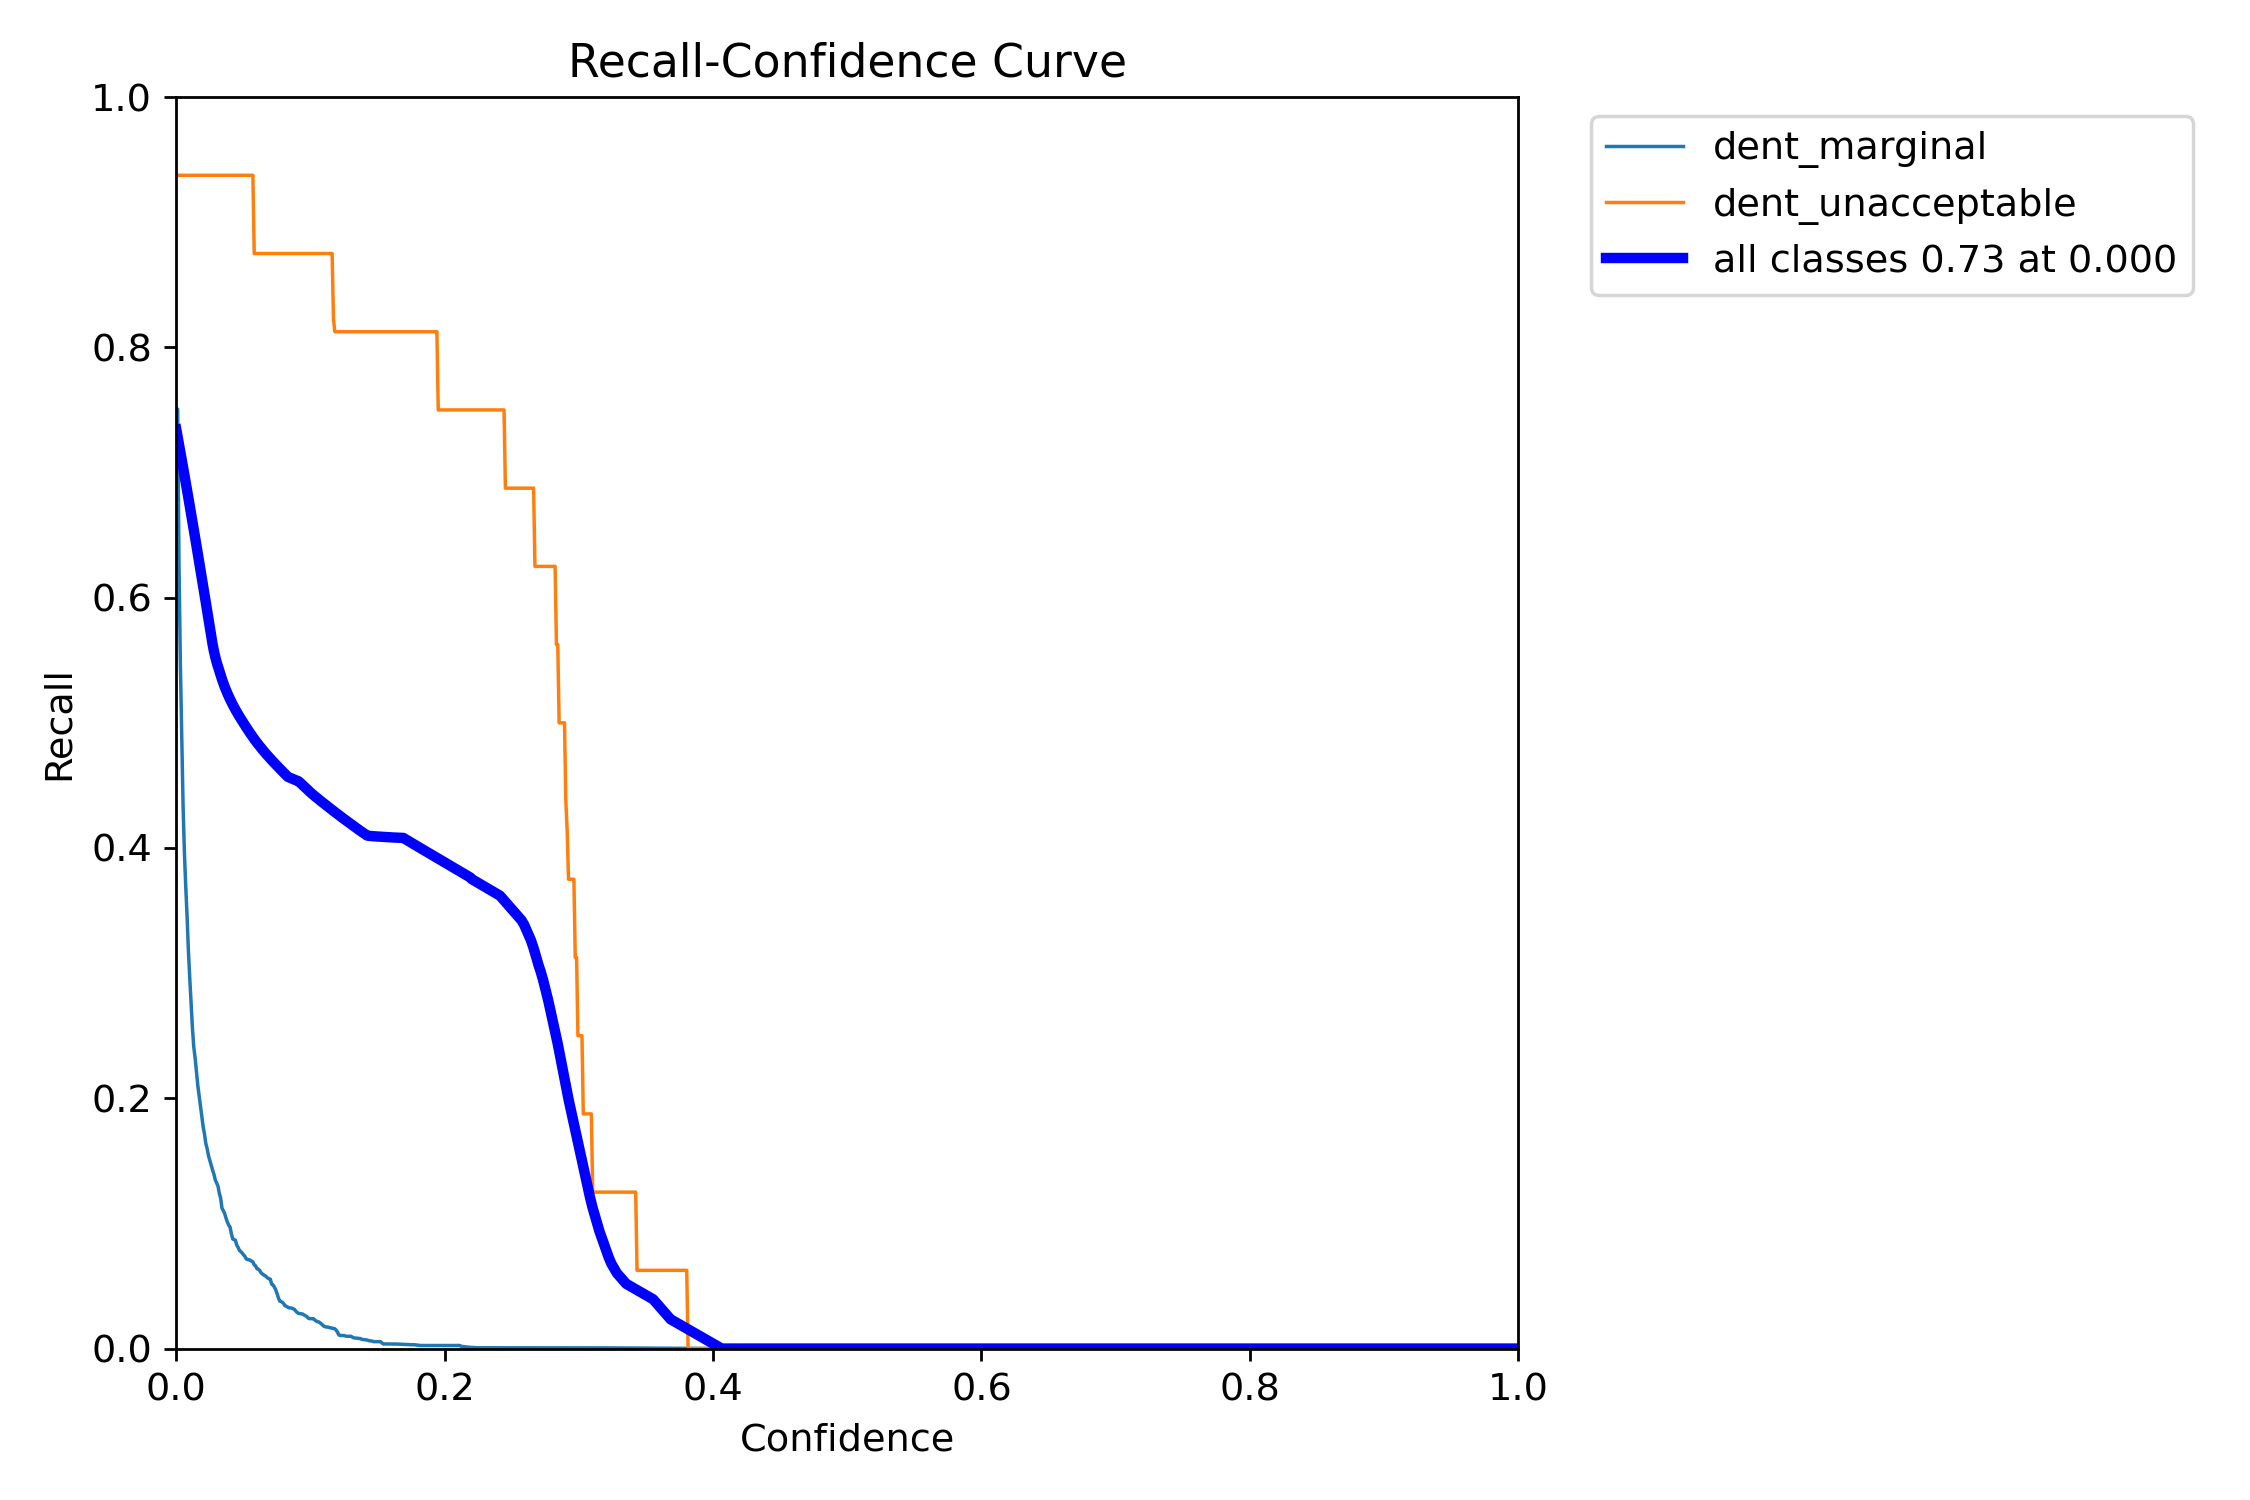 Recall-Confidence Curve
1.0
0.8
0.6
0.4
0.2
0.0
Recall
0.0 0.2 0.4 0.6 0.8 1.0
Confidence
dent_marginal
dent_unacceptable
all classes 0.73 at 0.000